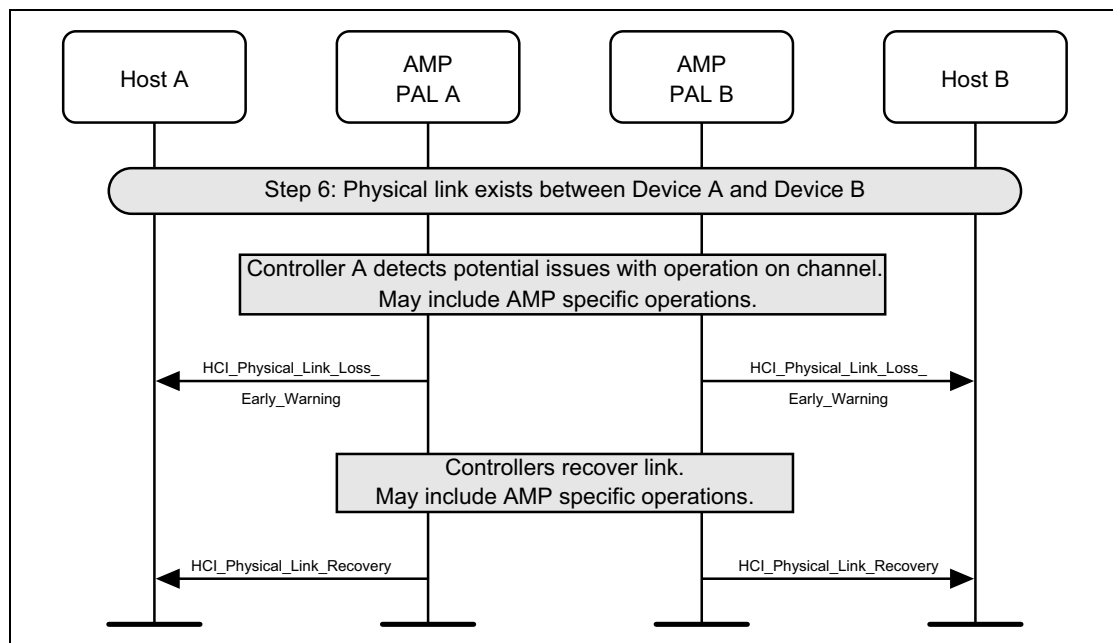 Host A
AMP
PAL A
AMP
PAL B
Host B
Step 6: Physical link exists between Device A and Device B
Controller A detects potential issues with operation on channel.
May include AMP specific operations.
HCI_Physical_Link_Loss_
Early_Warning
HCI_Physical_Link_Loss_
Early_Warning
Controllers recover link.
May include AMP specific operations.
HCI_Physical_Link_Recovery
HCI_Physical_Link_Recovery